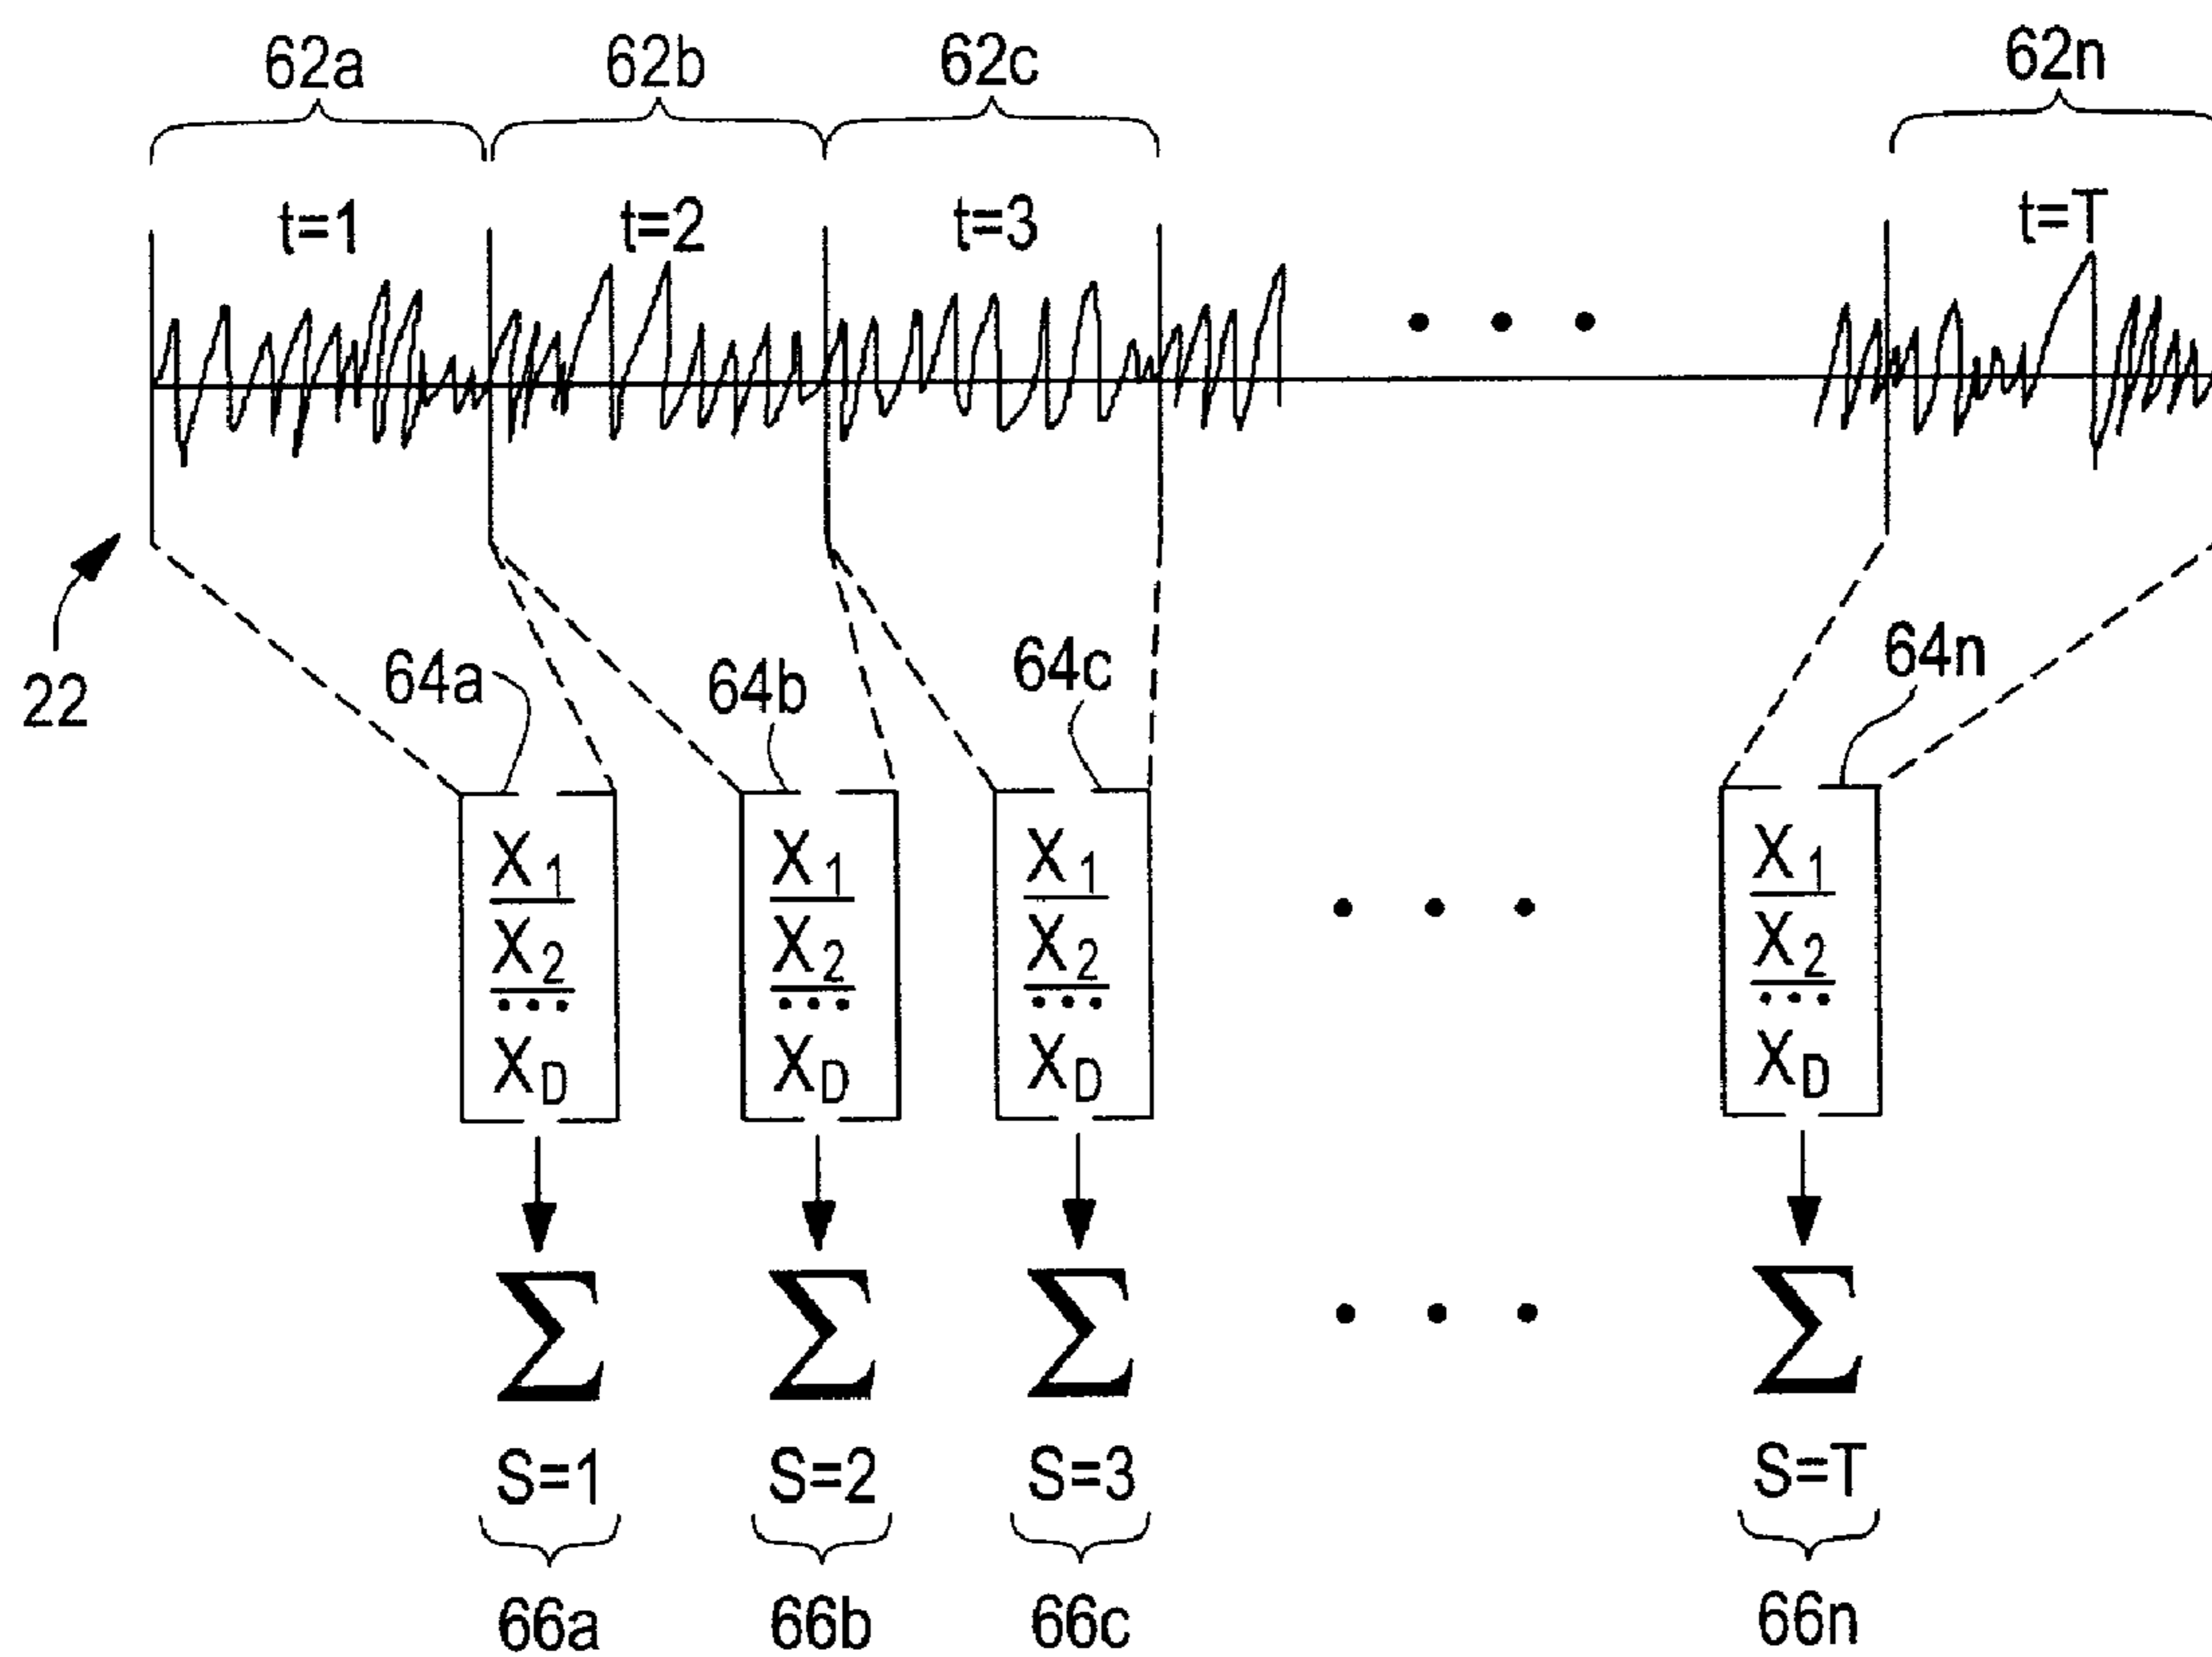 62a 62b 62c 62n
t=1 t=2 t=3 t=T
22
64a 64b 64c 64n
X1 X1 X1 X1
X2 X2 X2 X2
••• ••• ••• •••
XD XD XD XD
Σ Σ Σ Σ
S=1 S=2 S=3 S=T
66a 66b 66c 66n